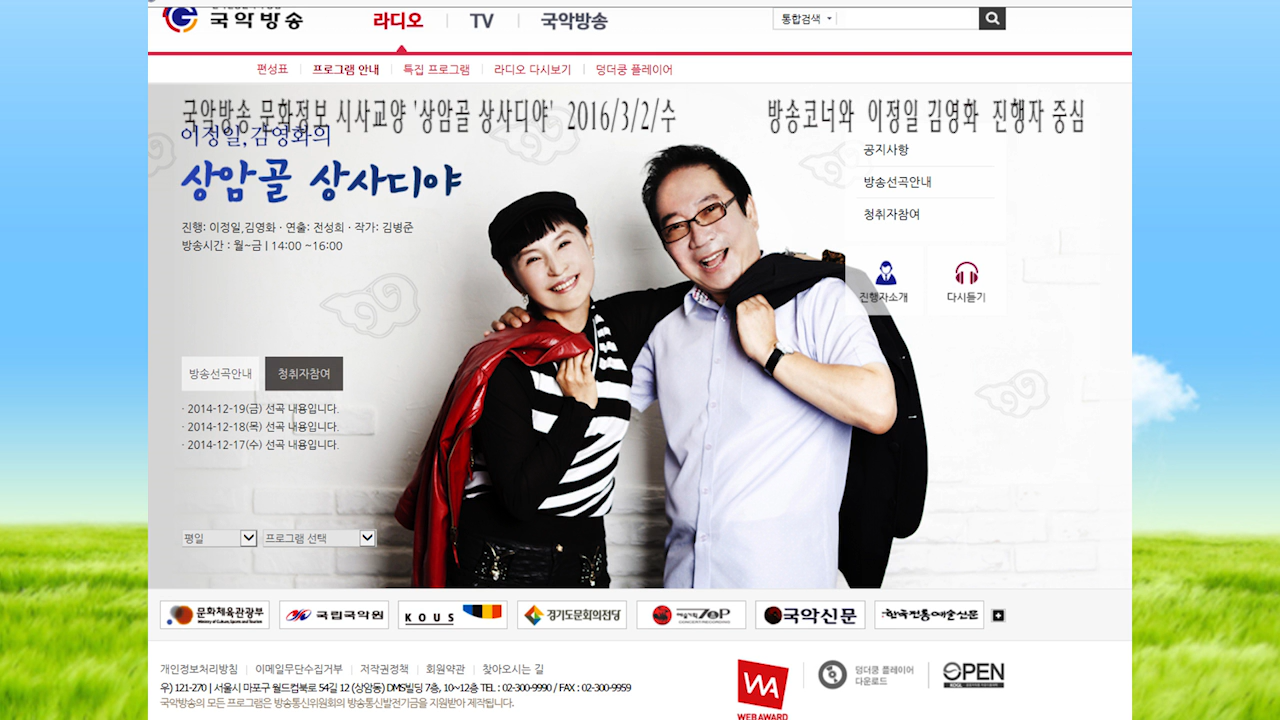 국악방송
라디오 | TV | 국악방송
통합검색
편성표 | 프로그램 안내 | 특집 프로그램 | 라디오 다시보기 | 덩더쿵 플레이어
국악방송 문화정보 시사교양 '상암골 상사디야' 2016/3/2/수 방송코너와 이정일 김영화 진행자 중심
이정일,김영화의
상암골 상사디야
진행: 이정일,김영화 · 연출: 전성희 · 작가: 김병준
방송시간 : 월~금 | 14:00 ~16:00
공지사항
방송선곡안내
청취자참여
진행자소개 다시듣기
방송선곡안내 청취자참여
· 2014-12-19(금) 선곡 내용입니다.
· 2014-12-18(목) 선곡 내용입니다.
· 2014-12-17(수) 선곡 내용입니다.
평일 프로그램 선택
문화체육관광부
Ministry of Culture, Sports and Tourism
국립국악원
KOUS
경기도문화의전당
예술기획 TOP
국악신문
한국전통예술신문
개인정보처리방침 | 이메일무단수집거부 | 저작권정책 | 회원약관 | 찾아오시는 길
우) 121-270 | 서울시 마포구 월드컵북로 54길 12 (상암동) DMS빌딩 7층, 10~12층 TEL : 02-300-9990 / FAX : 02-300-9959
국악방송의 모든 프로그램은 방송통신위원회의 방송통신발전기금을 지원받아 제작됩니다.
WA
WEB AWARD
덩더쿵 플레이어
다운로드
OPEN